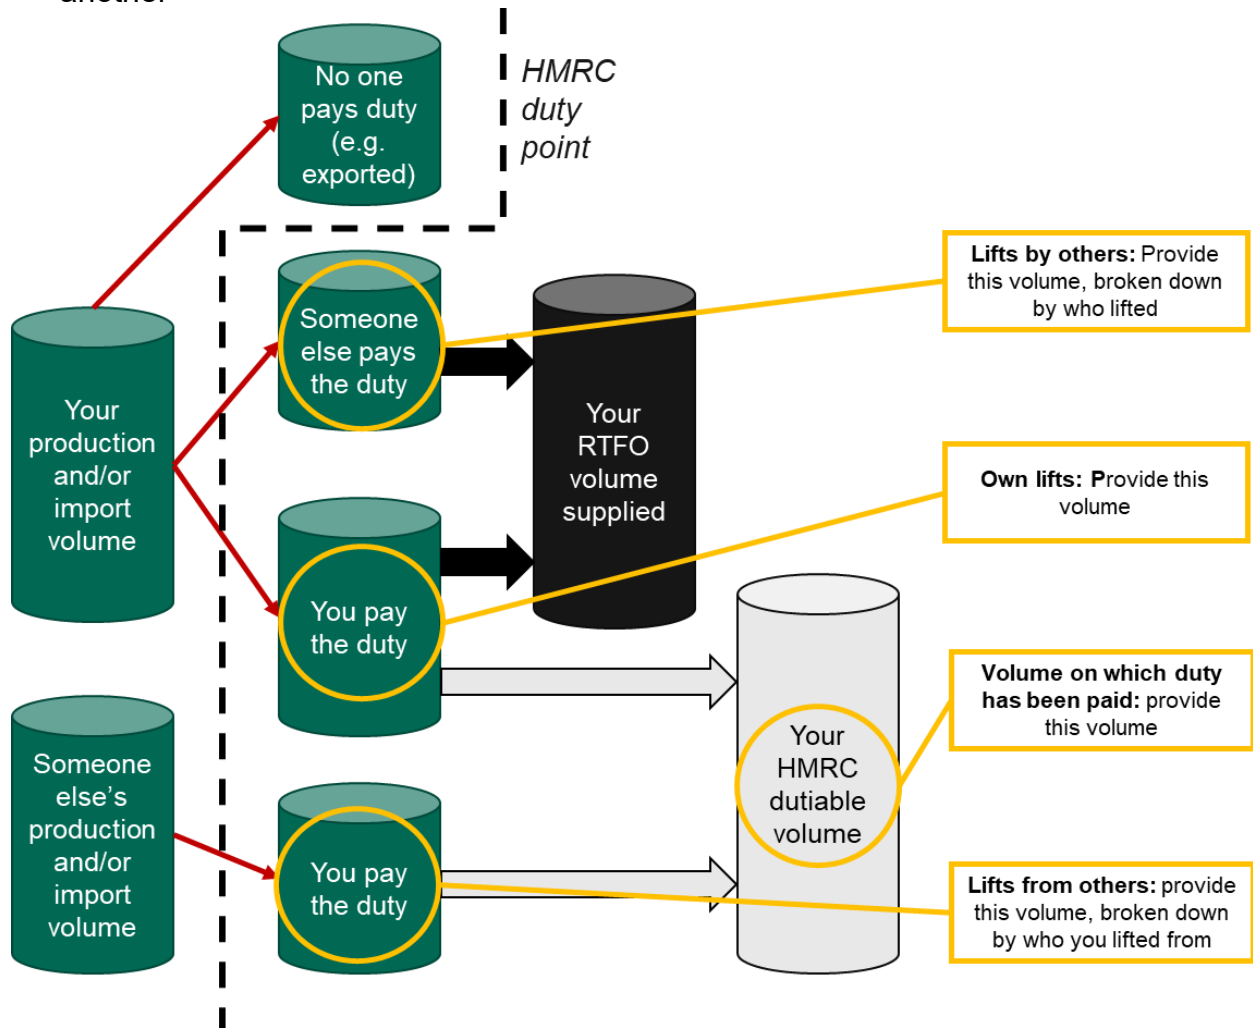 another
No one
pays duty
(e.g.
exported)
HMRC
duty
point
Someone
else pays
the duty
Lifts by others: Provide
this volume, broken down
by who lifted
Your
production
and/or
import
volume
Your
RTFO
volume
supplied
Own lifts: Provide this
volume
You pay
the duty
Volume on which duty
has been paid: provide
this volume
Your
HMRC
dutiable
volume
Someone
else’s
production
and/or
import
volume
You pay
the duty
Lifts from others: provide
this volume, broken down
by who you lifted from